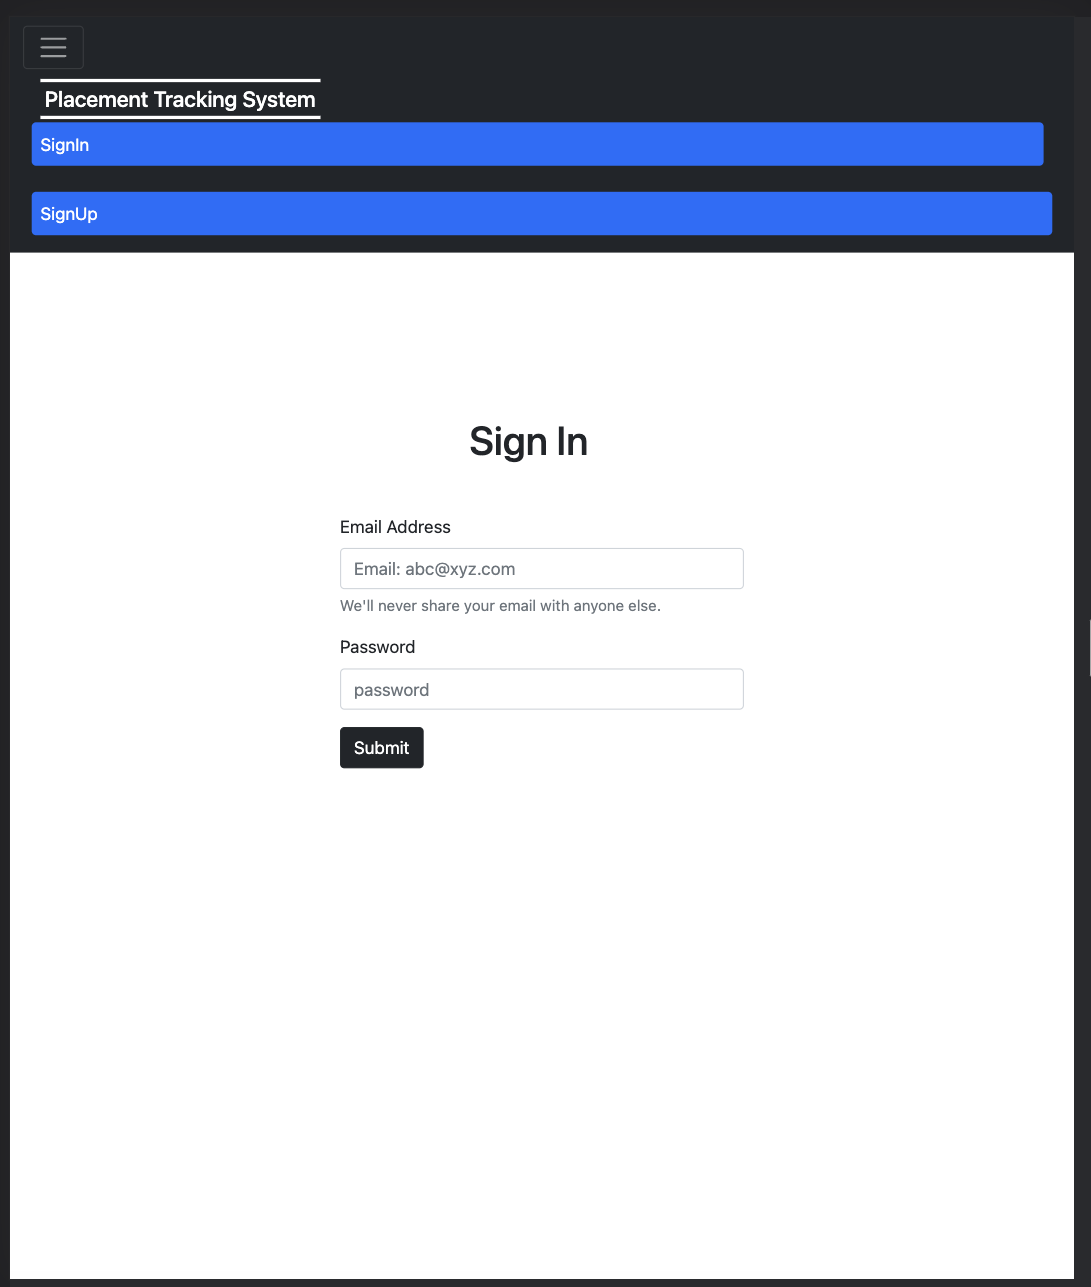 Placement Tracking System
SignIn
SignUp
Sign In
Email Address
Email: abc@xyz.com
We'll never share your email with anyone else.
Password
password
Submit